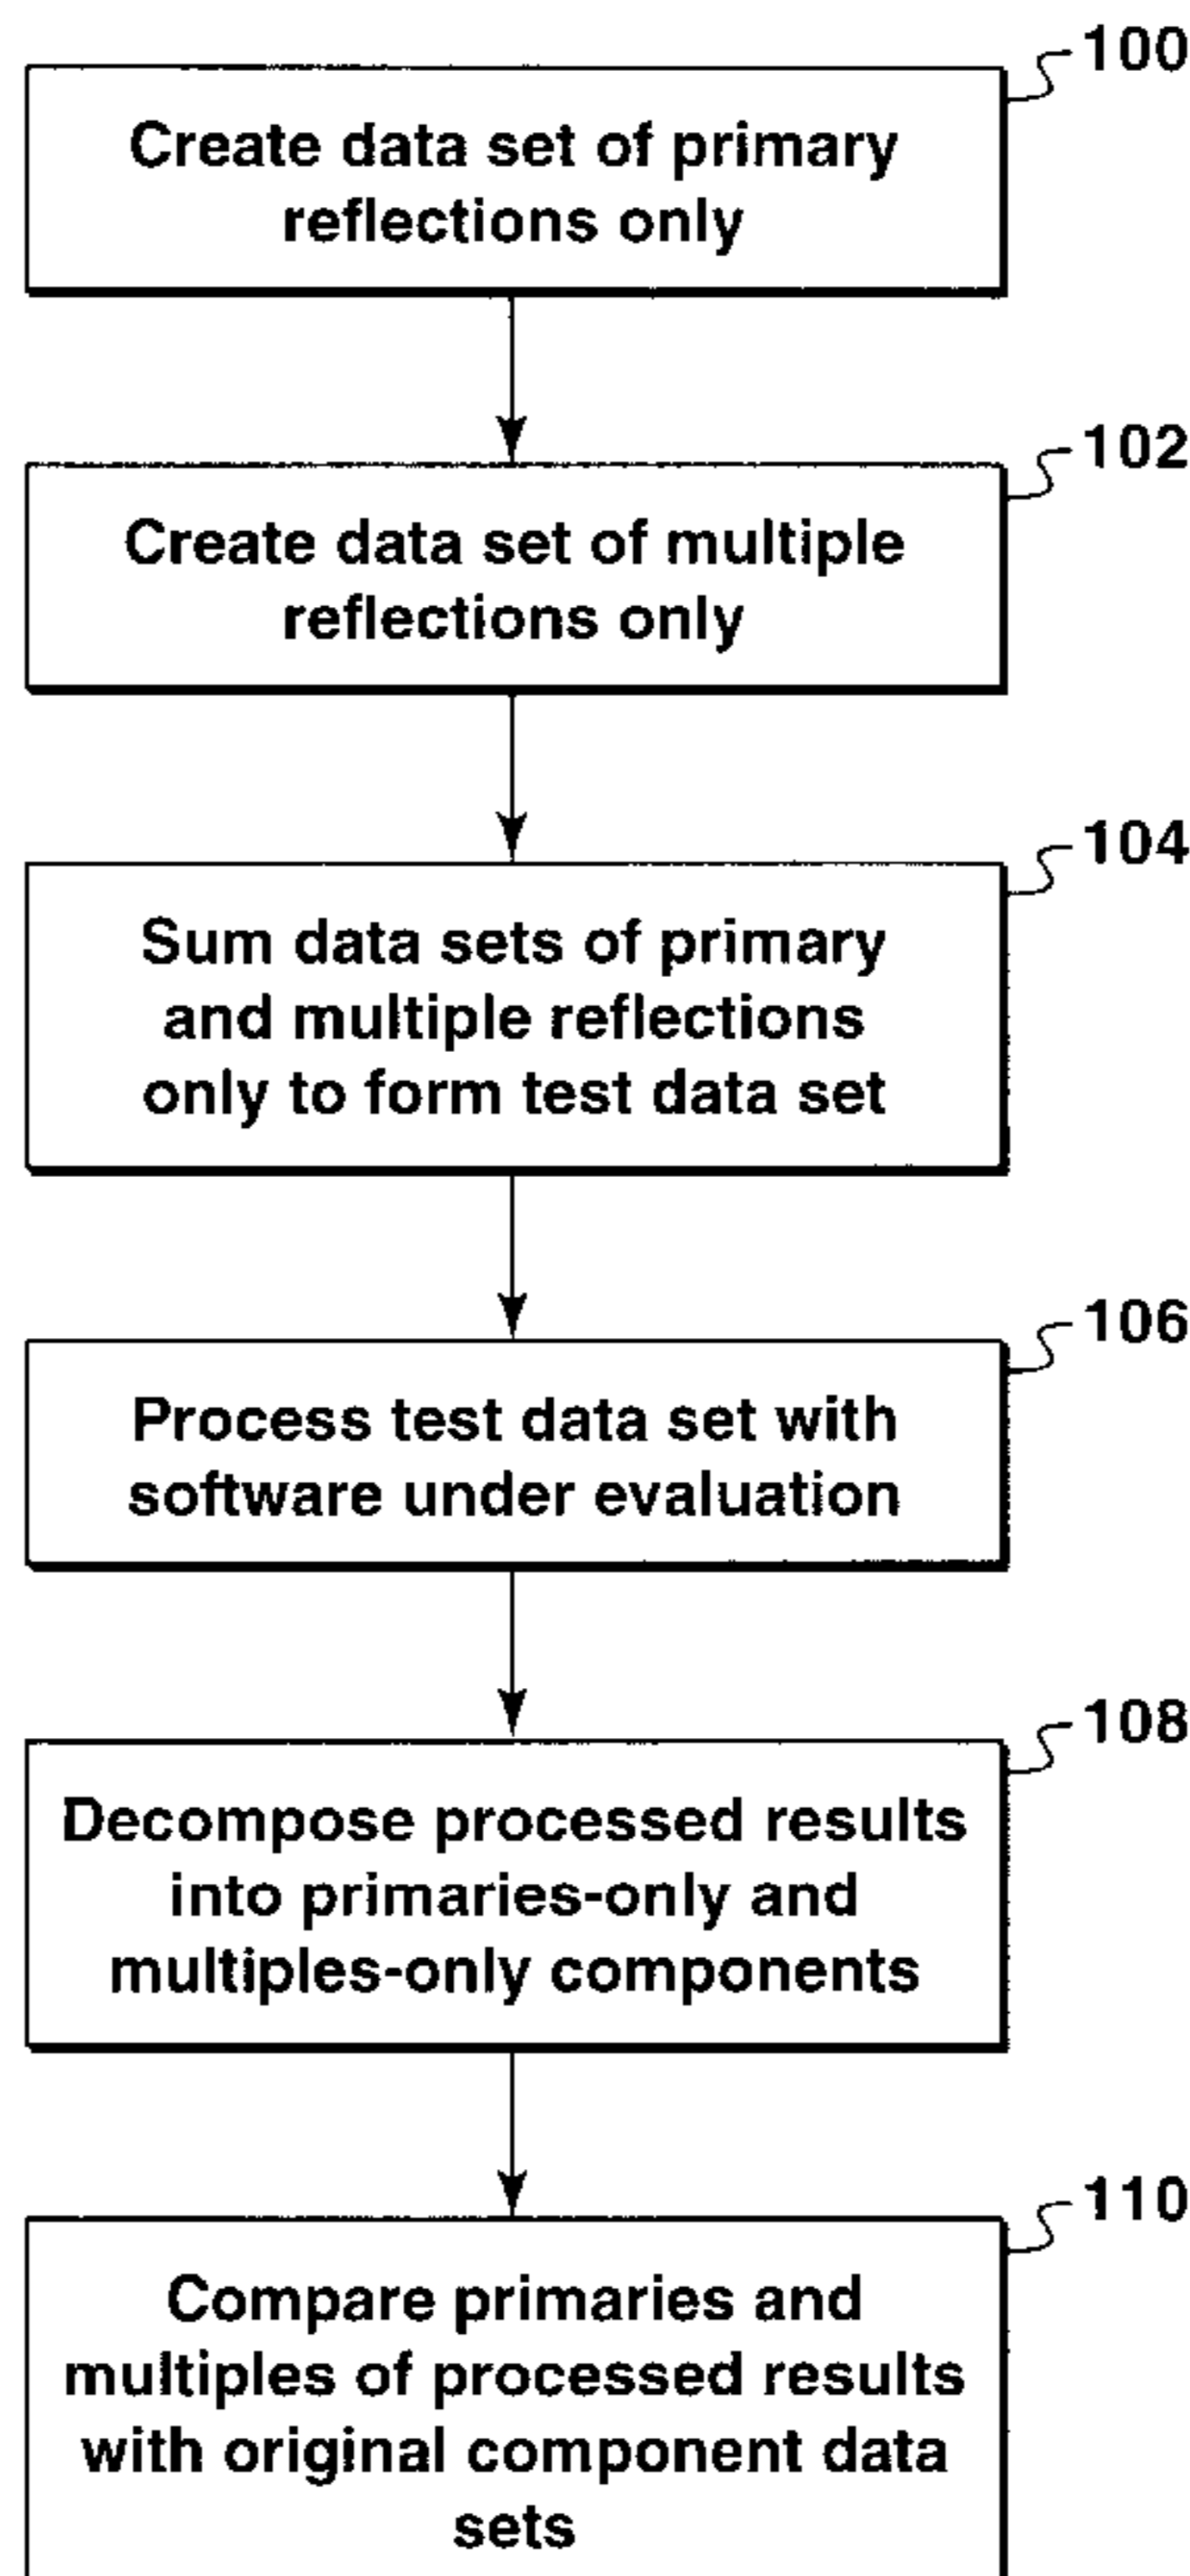 100
Create data set of primary
reflections only
102
Create data set of multiple
reflections only
104
Sum data sets of primary
and multiple reflections
only to form test data set
106
Process test data set with
software under evaluation
108
Decompose processed results
into primaries-only and
multiples-only components
110
Compare primaries and
multiples of processed results
with original component data
sets